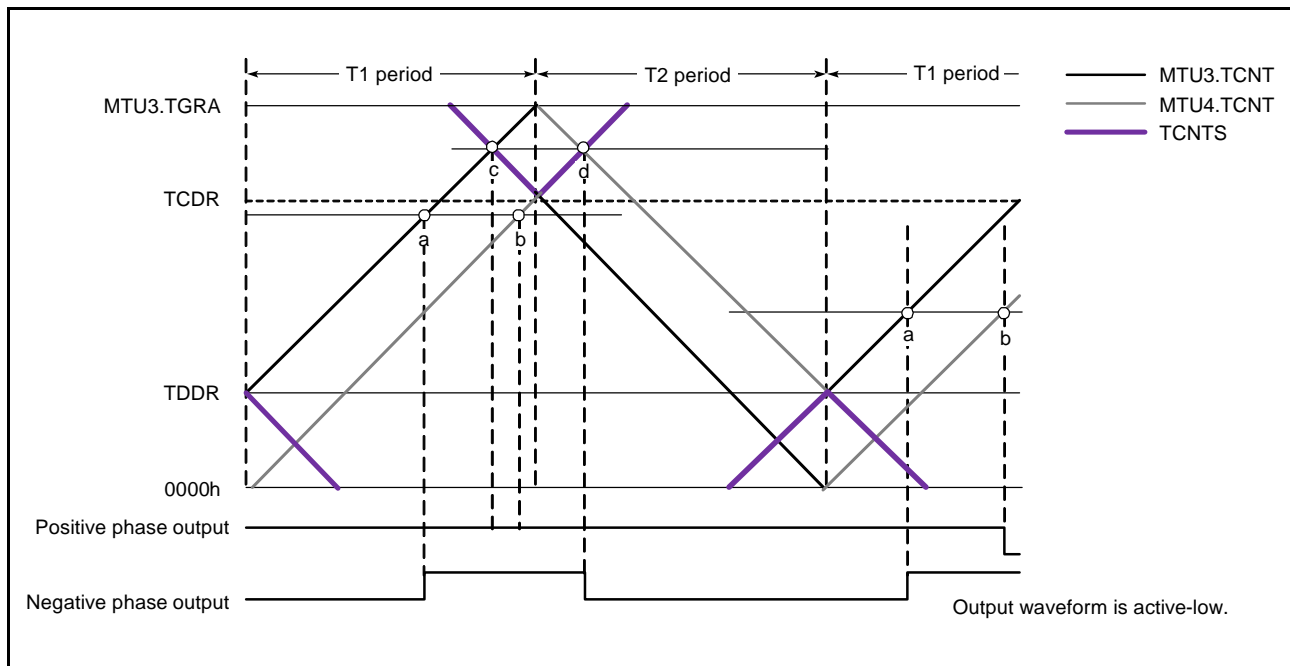 T1 period
T2 period
T1 period
MTU3.TCNT
MTU4.TCNT
TCNTS
MTU3.TGRA
c
d
TCDR
a
b
a
b
TDDR
0000h
Positive phase output
Negative phase output
Output waveform is active-low.